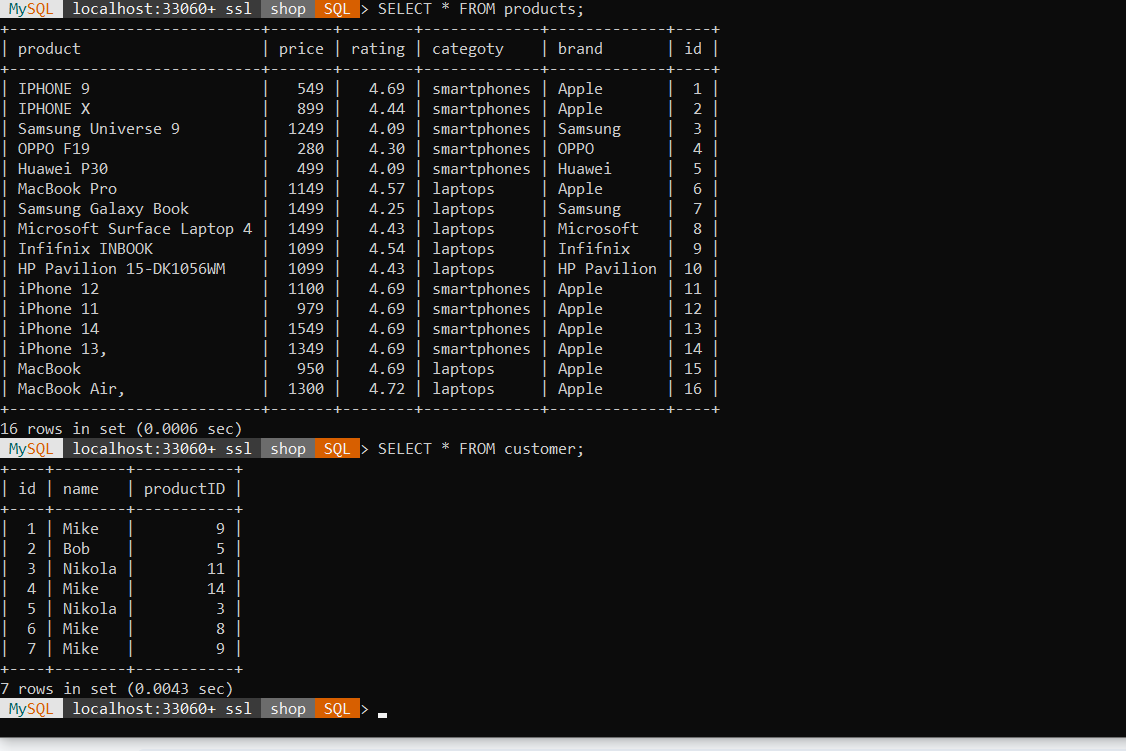 MySQL localhost:33060+ ssl shop SQL> SELECT * FROM products;
+---------------------------+-------+--------+-------------+-------------+----+
| product                   | price | rating | categoty    | brand       | id |
+---------------------------+-------+--------+-------------+-------------+----+
| IPHONE 9                  |   549 |   4.69 | smartphones | Apple       |  1 |
| IPHONE X                  |   899 |   4.44 | smartphones | Apple       |  2 |
| Samsung Universe 9        |  1249 |   4.09 | smartphones | Samsung     |  3 |
| OPPO F19                  |   280 |   4.30 | smartphones | OPPO        |  4 |
| Huawei P30                |   499 |   4.09 | smartphones | Huawei      |  5 |
| MacBook Pro               |  1149 |   4.57 | laptops     | Apple       |  6 |
| Samsung Galaxy Book       |  1499 |   4.25 | laptops     | Samsung     |  7 |
| Microsoft Surface Laptop 4 |  1499 |   4.43 | laptops     | Microsoft   |  8 |
| Infifnix INBOOK           |  1099 |   4.54 | laptops     | Infifnix    |  9 |
| HP Pavilion 15-DK1056WM   |  1099 |   4.43 | laptops     | HP Pavilion | 10 |
| iPhone 12                 |  1100 |   4.69 | smartphones | Apple       | 11 |
| iPhone 11                 |   979 |   4.69 | smartphones | Apple       | 12 |
| iPhone 14                 |  1549 |   4.69 | smartphones | Apple       | 13 |
| iPhone 13,                |  1349 |   4.69 | smartphones | Apple       | 14 |
| MacBook                   |   950 |   4.69 | laptops     | Apple       | 15 |
| MacBook Air,              |  1300 |   4.72 | laptops     | Apple       | 16 |
+---------------------------+-------+--------+-------------+-------------+----+
16 rows in set (0.0006 sec)
MySQL localhost:33060+ ssl shop SQL> SELECT * FROM customer;
+----+--------+-----------+
| id | name   | productID |
+----+--------+-----------+
|  1 | Mike   |         9 |
|  2 | Bob    |         5 |
|  3 | Nikola |        11 |
|  4 | Mike   |        14 |
|  5 | Nikola |         3 |
|  6 | Mike   |         8 |
|  7 | Mike   |         9 |
+----+--------+-----------+
7 rows in set (0.0043 sec)
MySQL localhost:33060+ ssl shop SQL> _